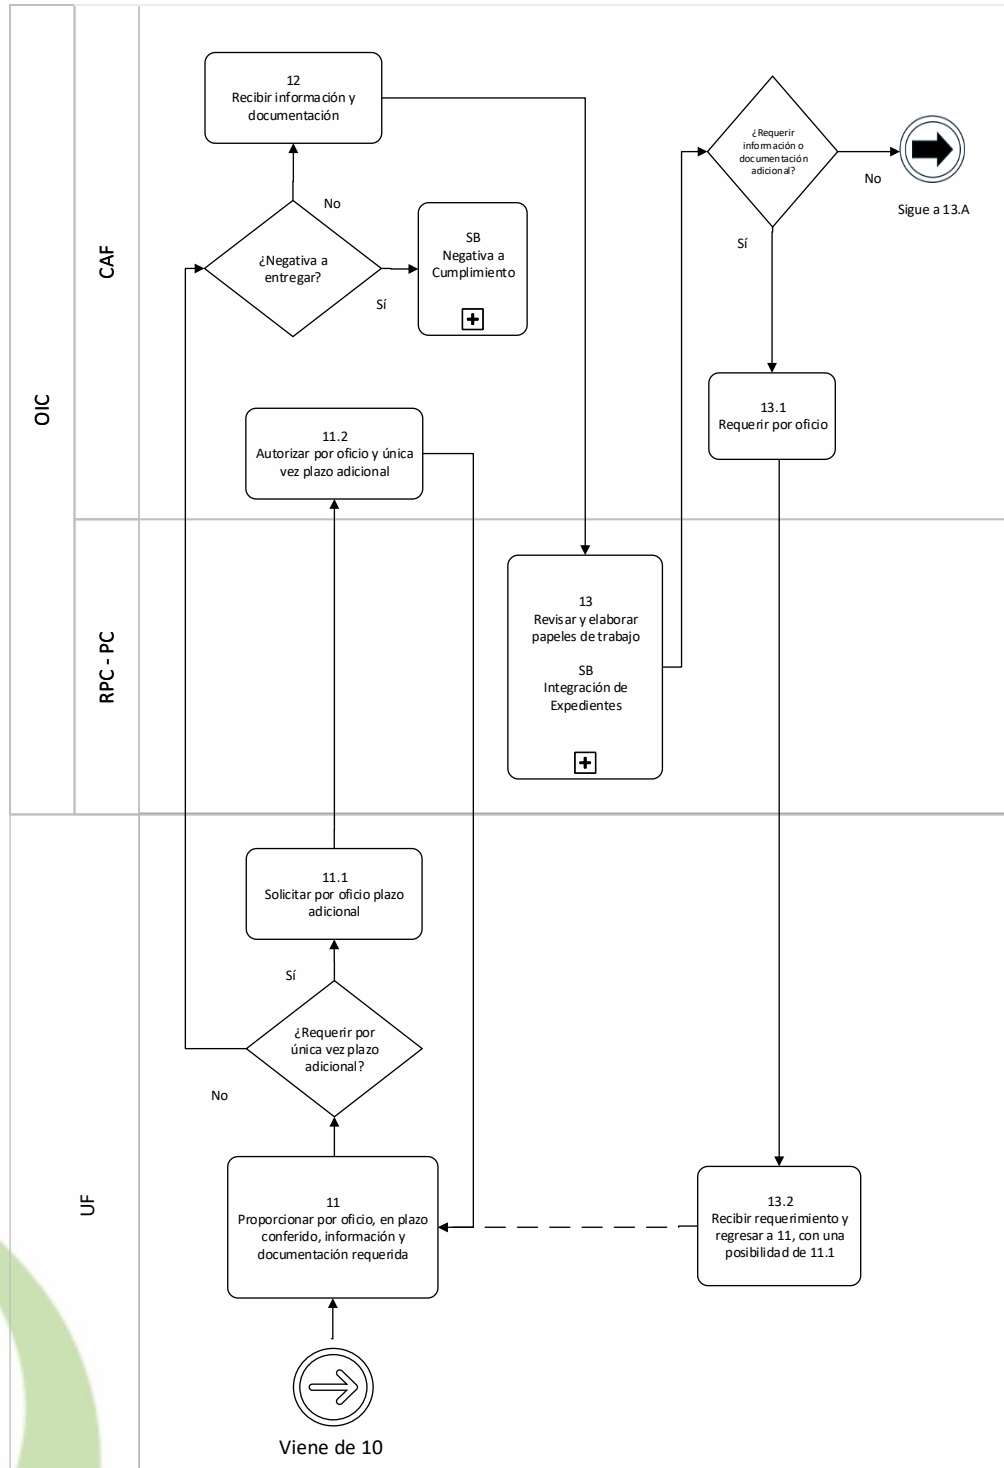 OIC
CAF
12
Recibir información y
documentación
No
¿Negativa a
entregar?
Sí
SB
Negativa a
Cumplimiento
¿Requerir
información o
documentación
adicional?
No
Sigue a 13.A
Sí
13.1
Requerir por oficio
11.2
Autorizar por oficio y única
vez plazo adicional
RPC - PC
13
Revisar y elaborar
papeles de trabajo
SB
Integración de
Expedientes
UF
11.1
Solicitar por oficio plazo
adicional
Sí
¿Requerir por
única vez plazo
adicional?
No
11
Proporcionar por oficio, en plazo
conferido, información y
documentación requerida
13.2
Recibir requerimiento y
regresar a 11, con una
posibilidad de 11.1
Viene de 10